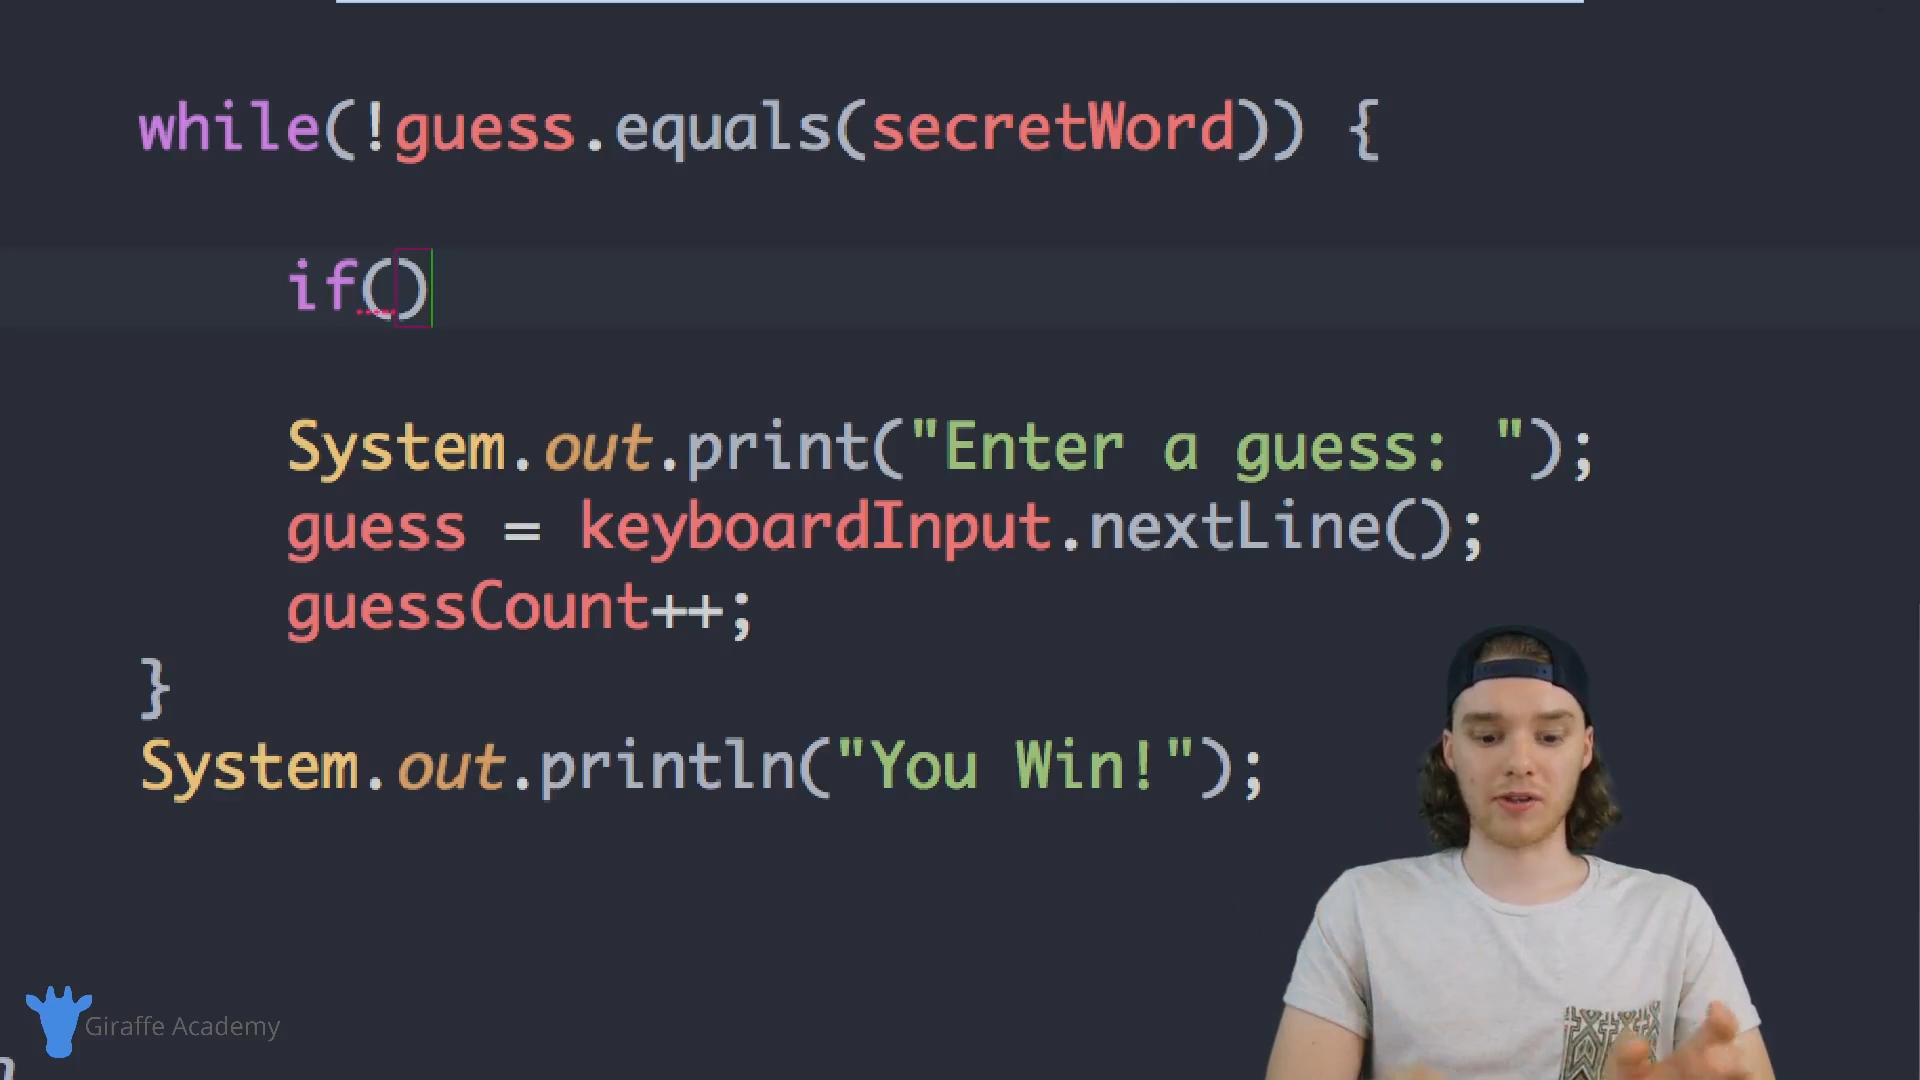 while(!guess.equals(secretWord)) {
if()
System.out.print("Enter a guess: ");
guess = keyboardInput.nextLine();
guessCount++;
}
System.out.println("You Win!");
Giraffe Academy